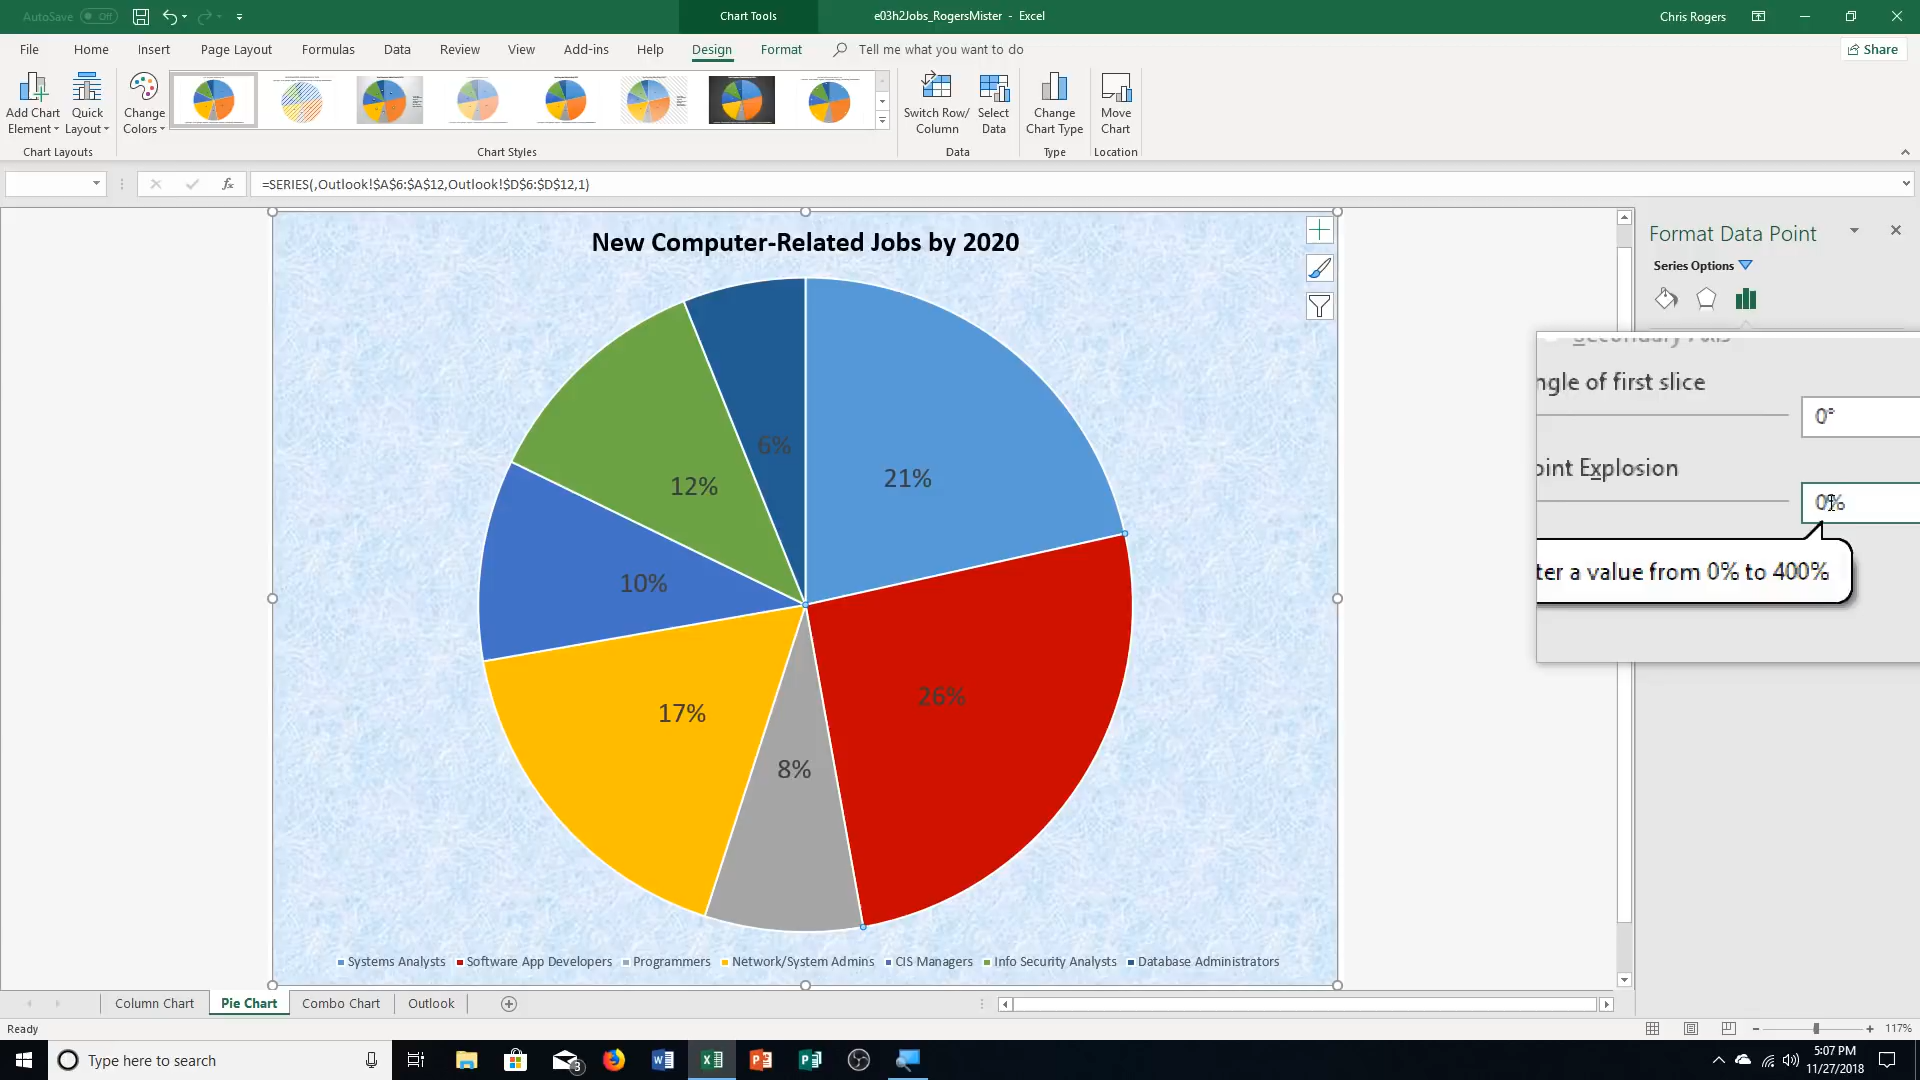 AutoSave Off
Chart Tools
e03h2Jobs_RogersMister - Excel
Chris Rogers
File Home Insert Page Layout Formulas Data Review View Add-ins Help Design Format Tell me what you want to do Share
Add Chart Element
Quick Layout
Change Colors
Switch Row/ Column
Select Data
Change Chart Type
Move Chart
Chart Layouts
Chart Styles
Data
Type
Location
fx
=SERIES(,Outlook!$A$6:$A$12,Outlook!$D$6:$D$12,1)
New Computer-Related Jobs by 2020
6%
21%
12%
10%
26%
17%
8%
Systems Analysts Software App Developers Programmers Network/System Admins CIS Managers Info Security Analysts Database Administrators
Format Data Point
Series Options
ngle of first slice
0°
oint Explosion
0%
ter a value from 0% to 400%
Column Chart Pie Chart Combo Chart Outlook
Ready
117%
Type here to search
3
5:07 PM
11/27/2018